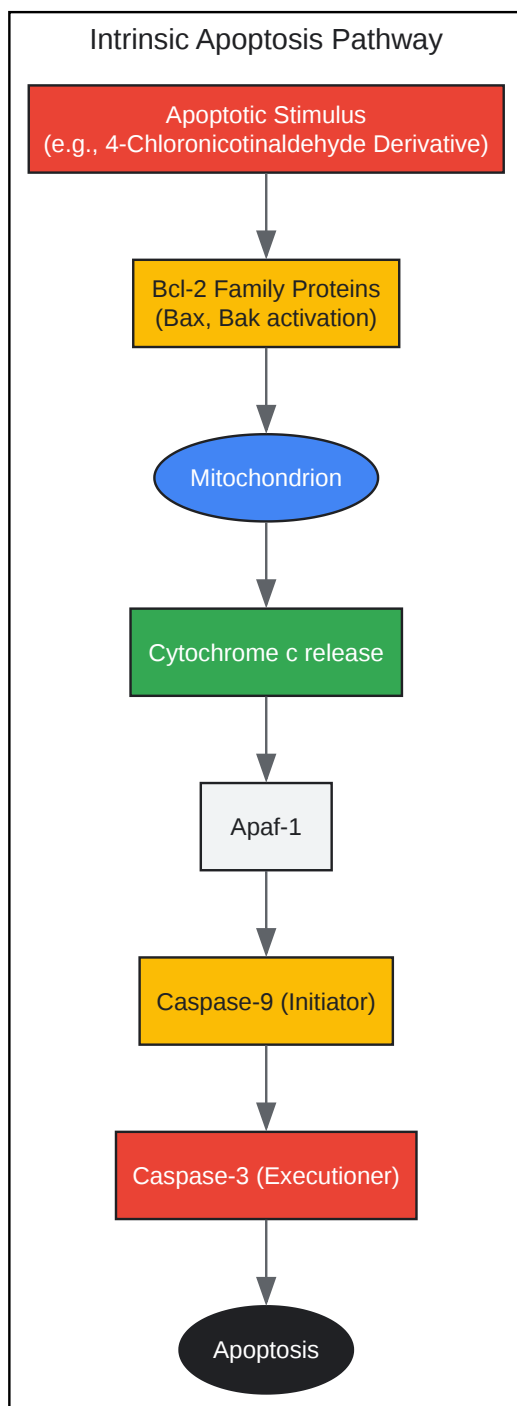 Intrinsic Apoptosis Pathway
Apoptotic Stimulus
(e.g., 4-Chloronicotinaldehyde Derivative)
Bcl-2 Family Proteins
(Bax, Bak activation)
Mitochondrion
Cytochrome c release
Apaf-1
Caspase-9 (Initiator)
Caspase-3 (Executioner)
Apoptosis